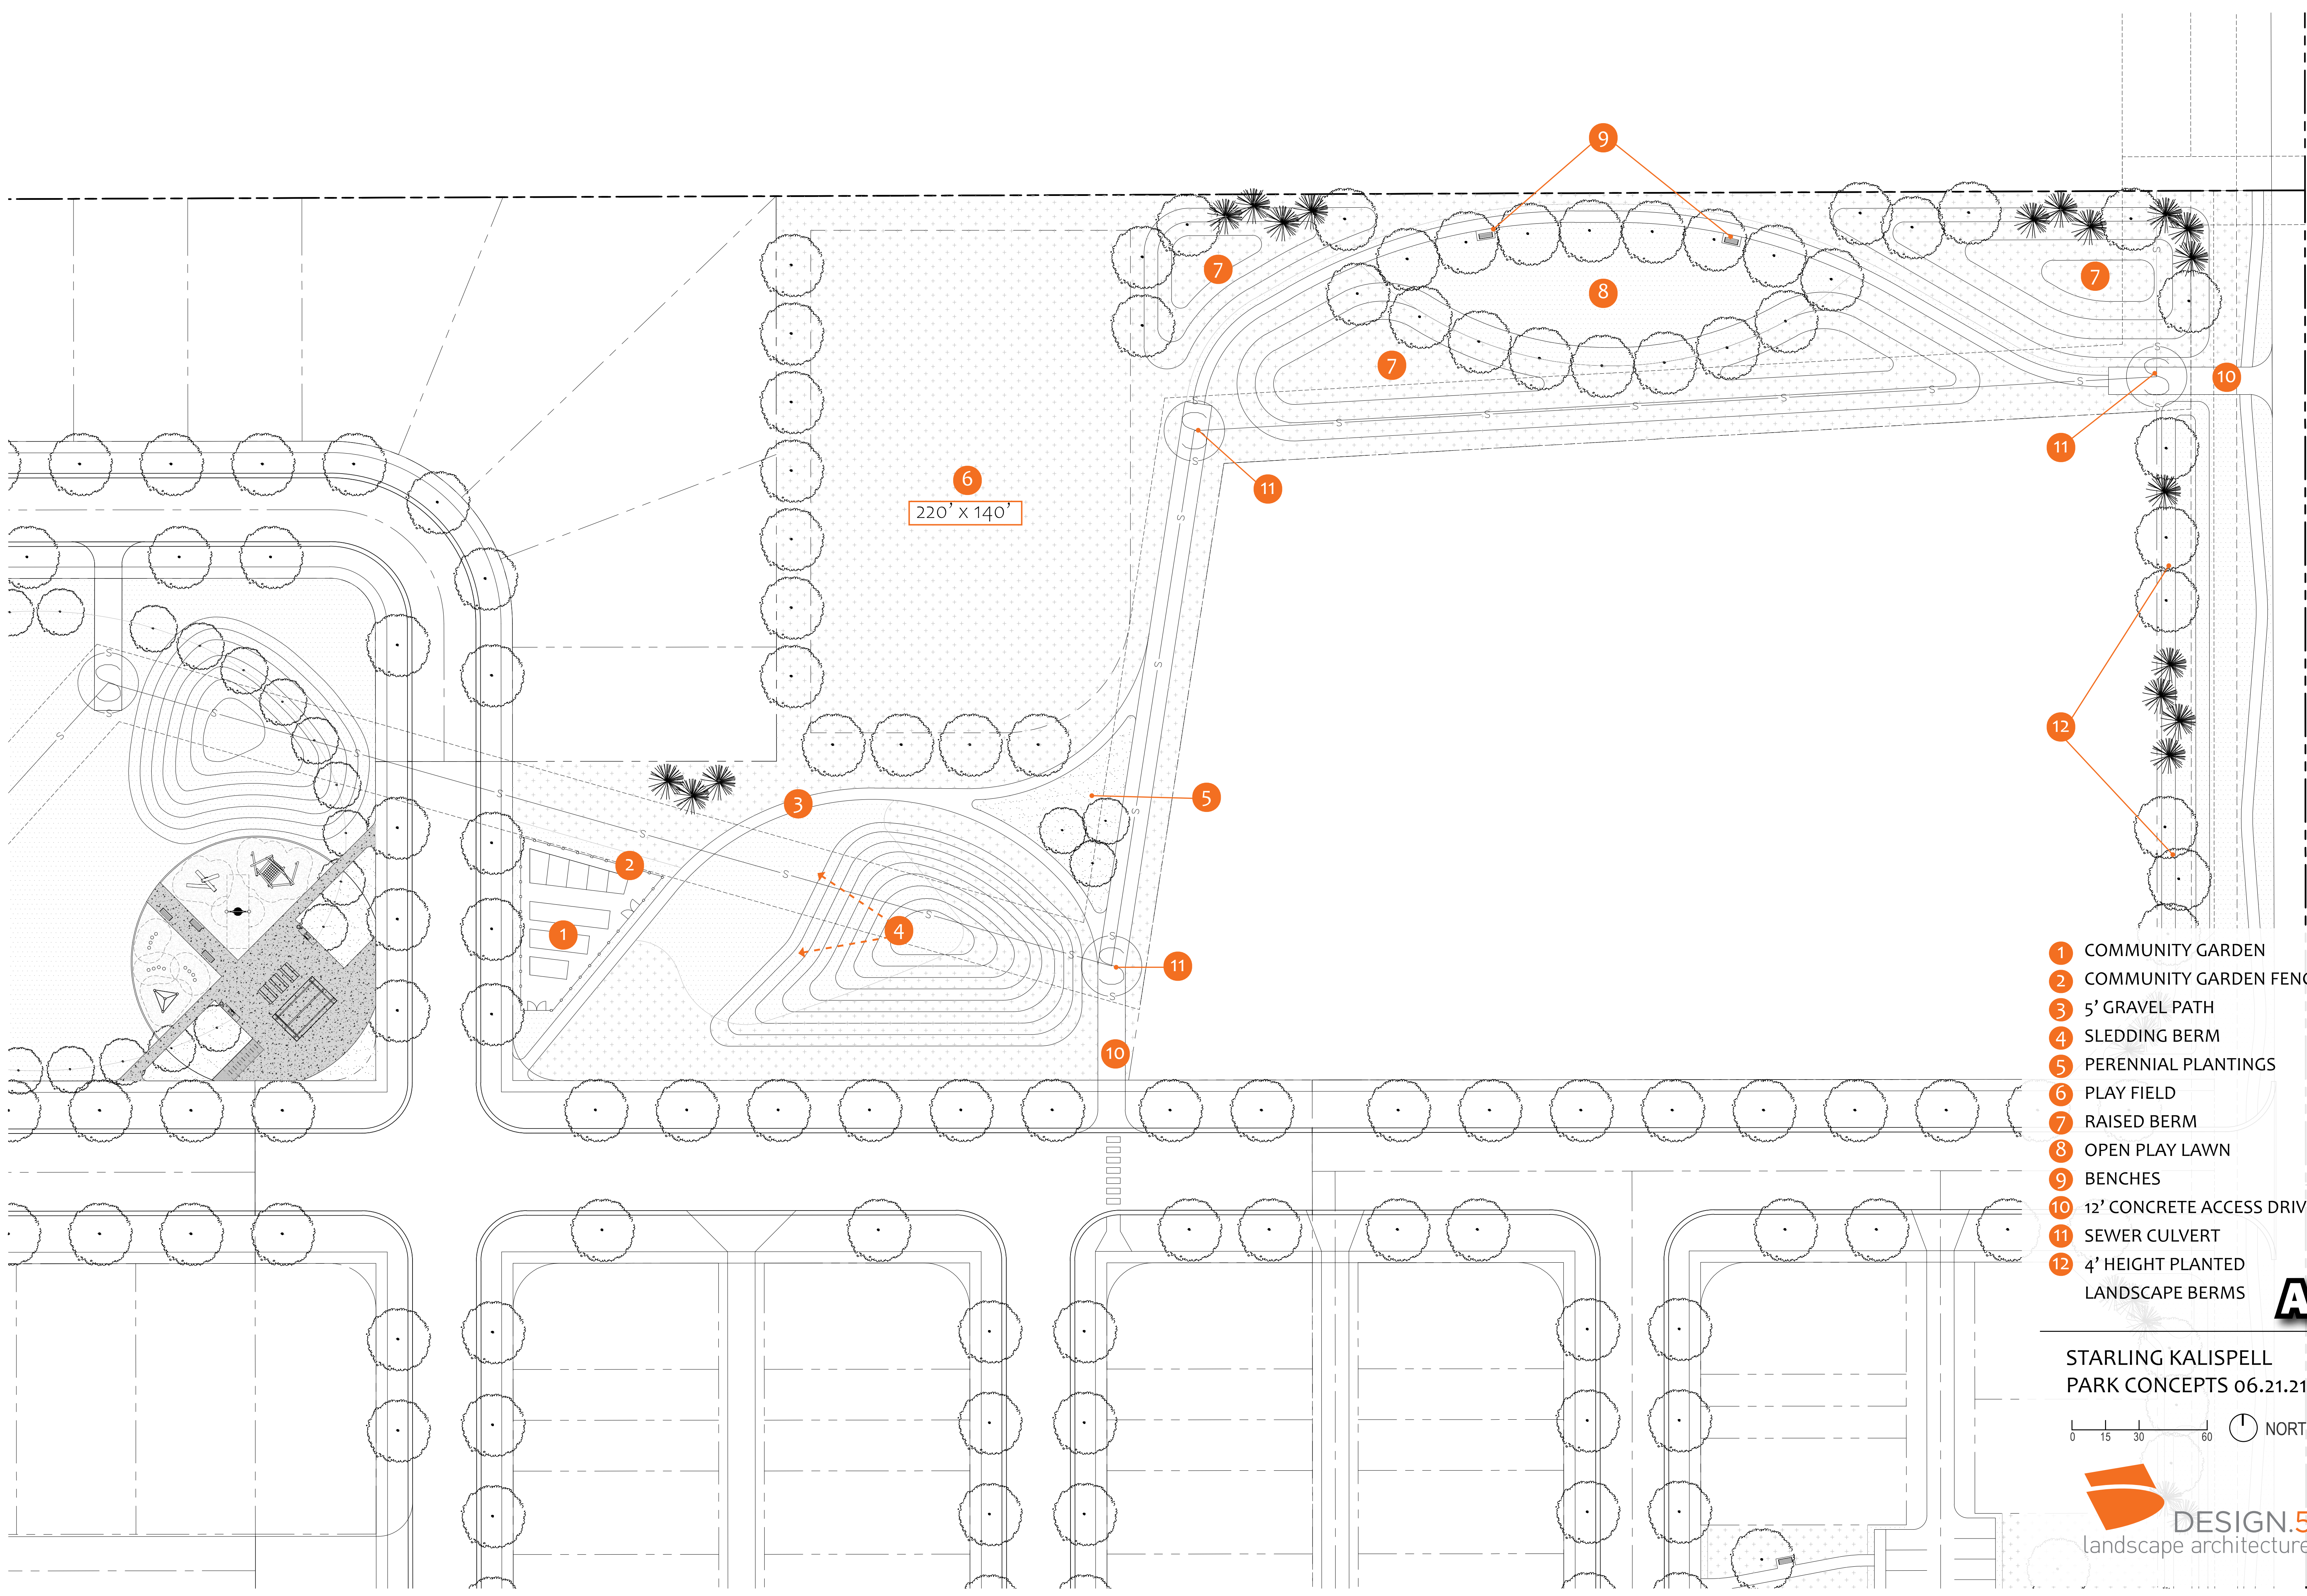 9
7
8
7
7
10
11
6
11
220' x 140'
12
5
3
2
4
1
11
10
1 COMMUNITY GARDEN
2 COMMUNITY GARDEN FENC
3 5' GRAVEL PATH
4 SLEDDING BERM
5 PERENNIAL PLANTINGS
6 PLAY FIELD
7 RAISED BERM
8 OPEN PLAY LAWN
9 BENCHES
10 12' CONCRETE ACCESS DRIV
11 SEWER CULVERT
12 4' HEIGHT PLANTED
LANDSCAPE BERMS
A
STARLING KALISPELL
PARK CONCEPTS 06.21.21
0 15 30 60 NORT
DESIGN.5
landscape architecture